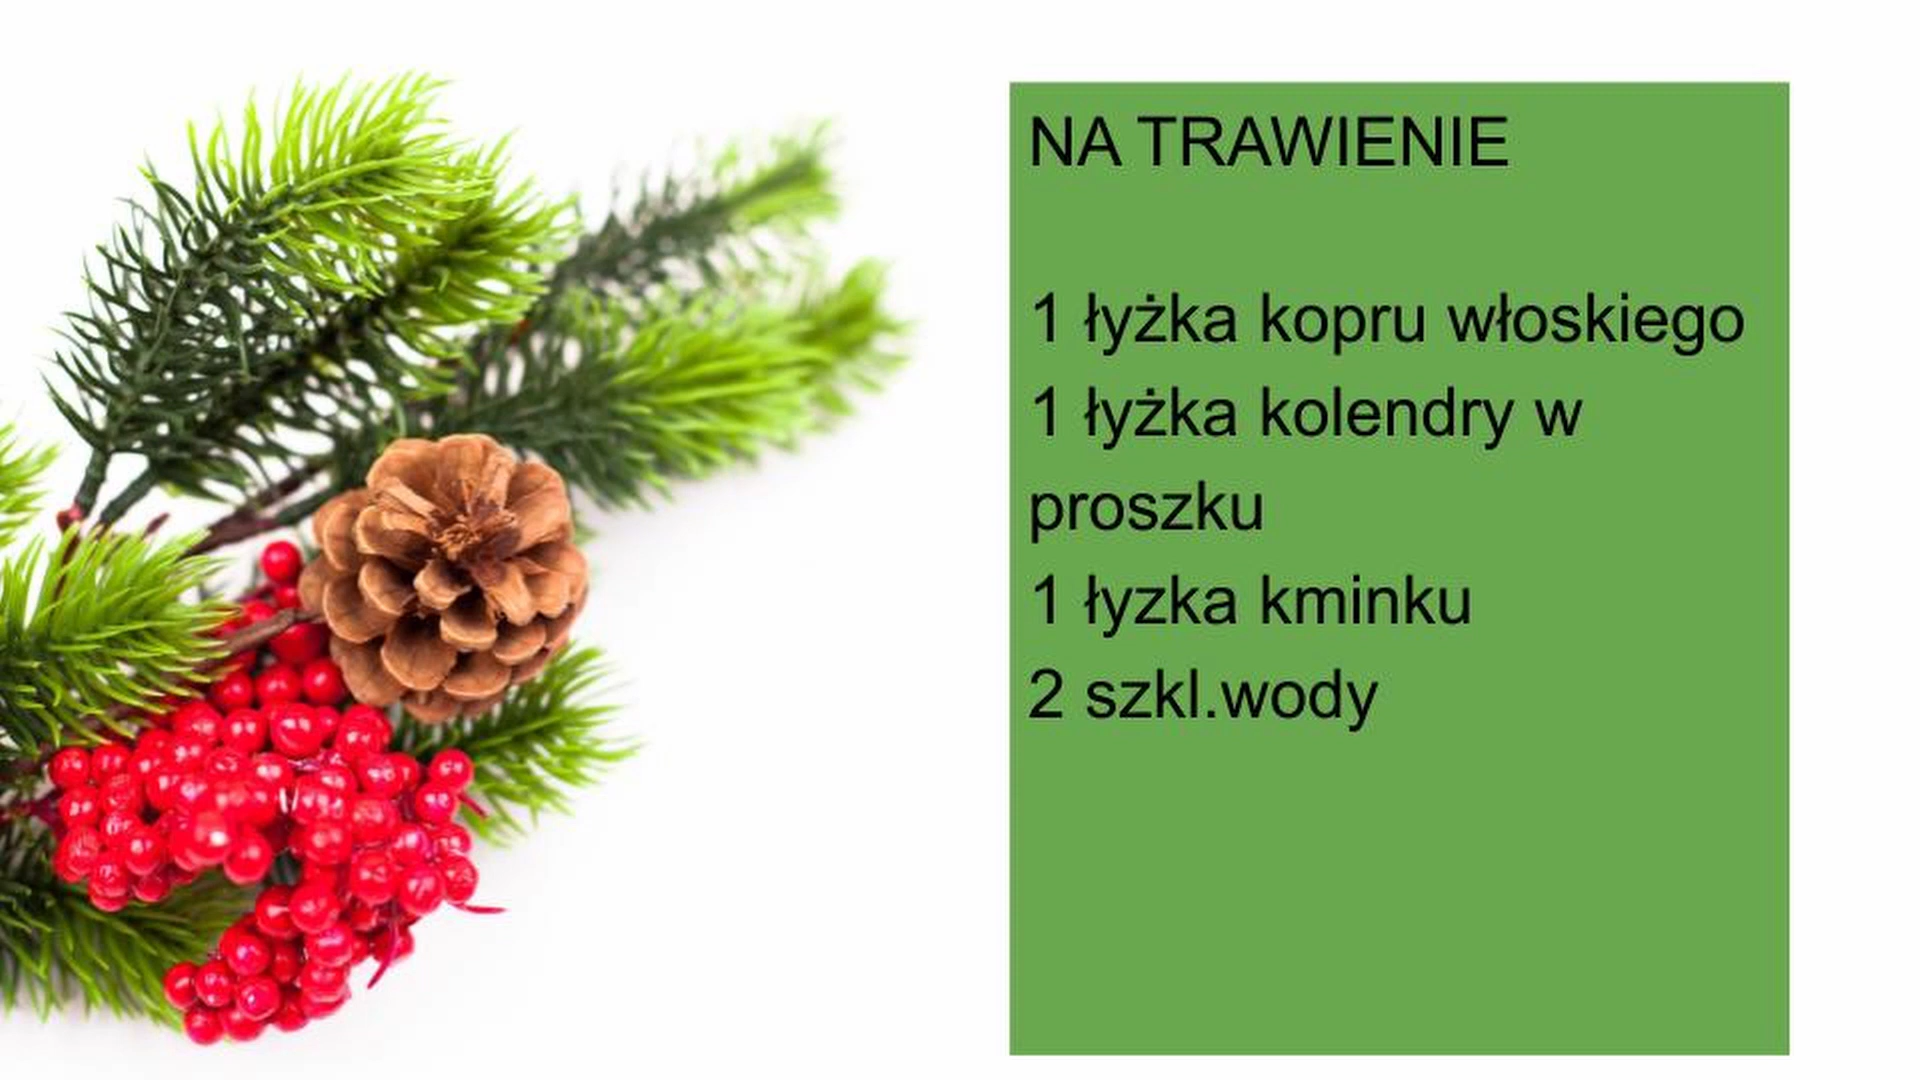 NA TRAWIENIE
1 łyżka kopru włoskiego
1 łyżka kolendry w
proszku
1 łyzka kminku
2 szkl.wody